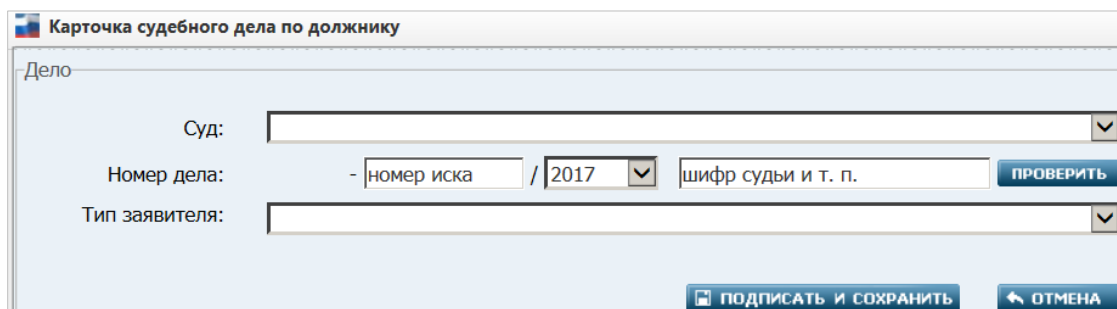 Карточка судебного дела по должнику
Дело
Суд:
Номер дела: - номер иска / 2017 шифр судьи и т. п. ПРОВЕРИТЬ
Тип заявителя:
ПОДПИСАТЬ И СОХРАНИТЬ ОТМЕНА